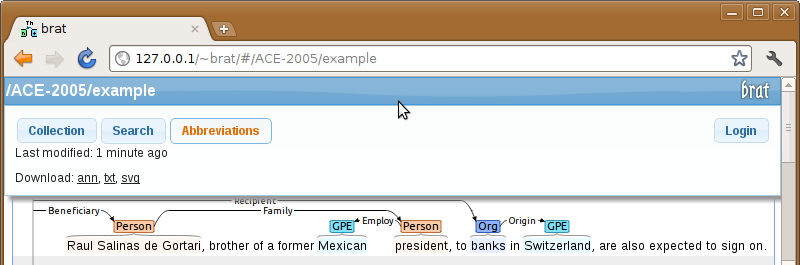 brat
127.0.0.1/~brat/#/ACE-2005/example
/ACE-2005/example
brat
Collection Search Abbreviations Login
Last modified: 1 minute ago
Download: ann, txt, svg
Recipient
Beneficiary Family
Person GPE Employ Person Org Origin GPE
Raul Salinas de Gortari, brother of a former Mexican president, to banks in Switzerland, are also expected to sign on.